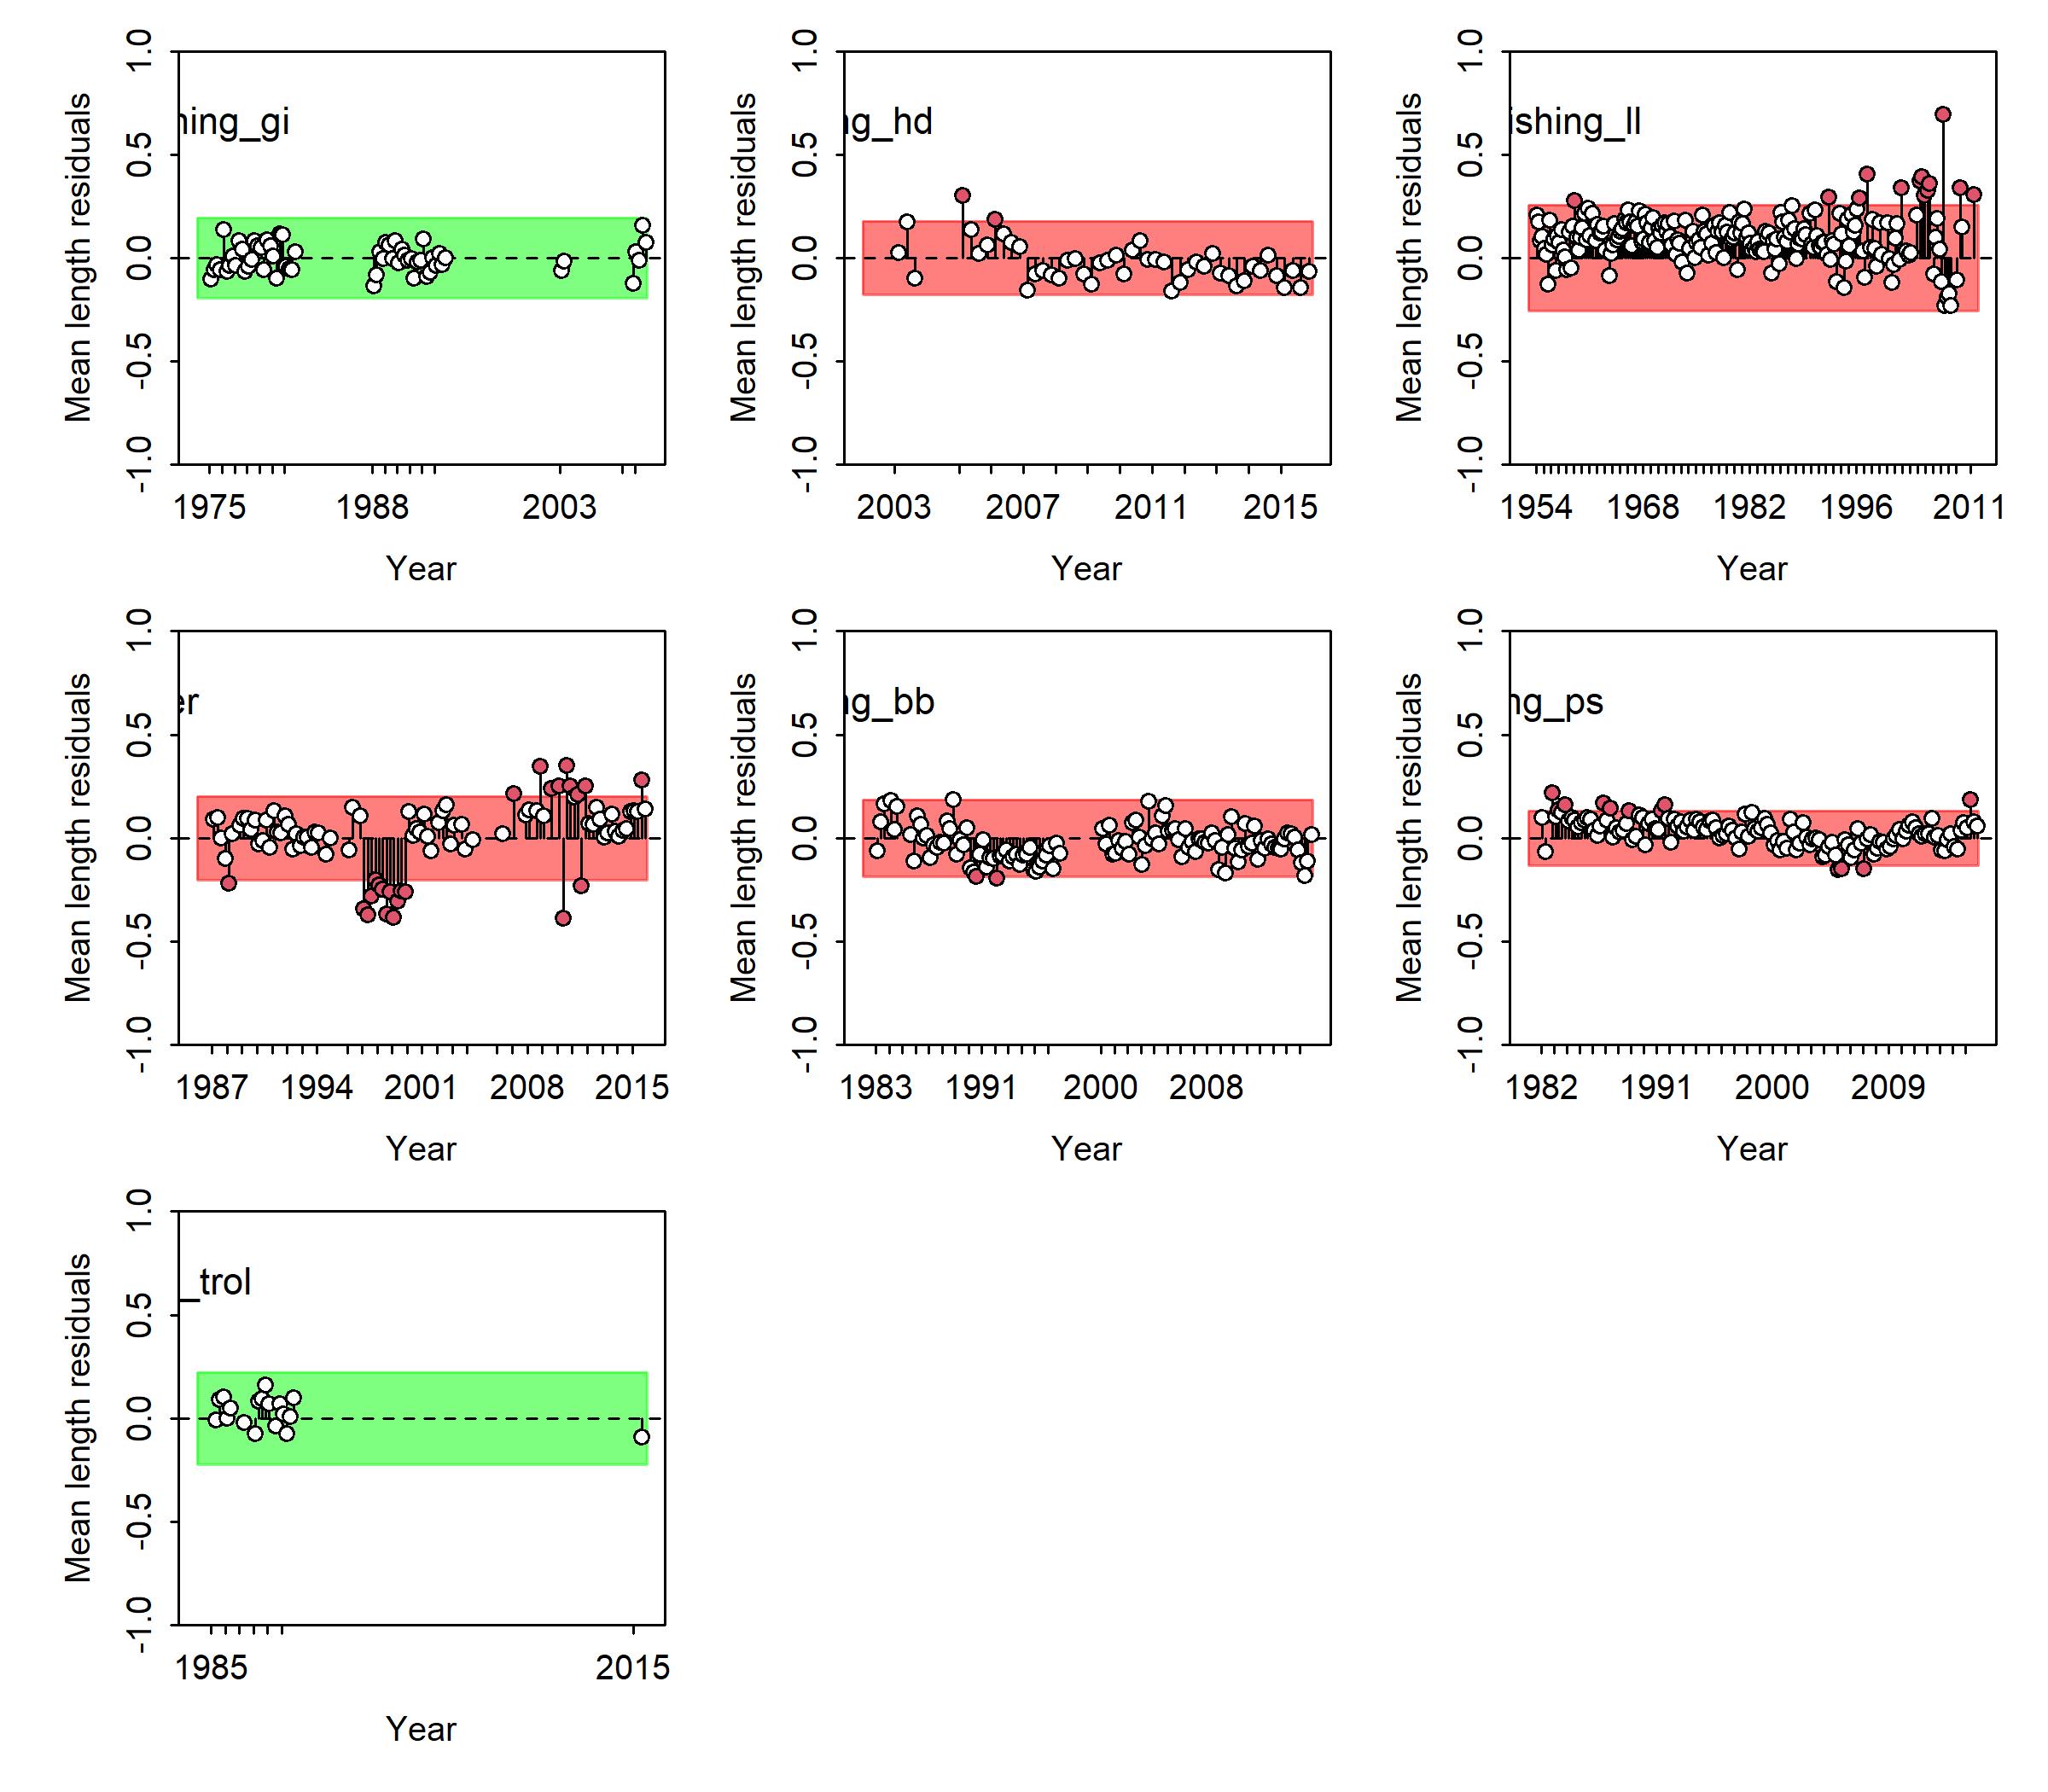 Mean length residuals
1.0
0.5
0.0
-0.5
-1.0
ning_gi
1975 1988 2003
Year
Mean length residuals
1.0
0.5
0.0
-0.5
-1.0
ng_hd
2003 2007 2011 2015
Year
Mean length residuals
1.0
0.5
0.0
-0.5
-1.0
ishing_ll
1954 1968 1982 1996 2011
Year
Mean length residuals
1.0
0.5
0.0
-0.5
-1.0
er
1987 1994 2001 2008 2015
Year
Mean length residuals
1.0
0.5
0.0
-0.5
-1.0
ng_bb
1983 1991 2000 2008
Year
Mean length residuals
1.0
0.5
0.0
-0.5
-1.0
ng_ps
1982 1991 2000 2009
Year
Mean length residuals
1.0
0.5
0.0
-0.5
-1.0
_trol
1985 2015
Year